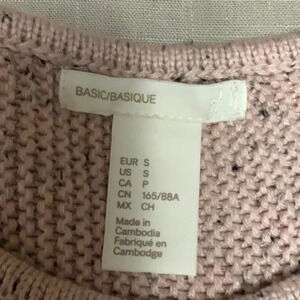 BASIC/BASIQUE
EUR S
US S
CA P
CN 165/88A
MX CH
Made in
Cambodia
Fabriqué en
Cambodge